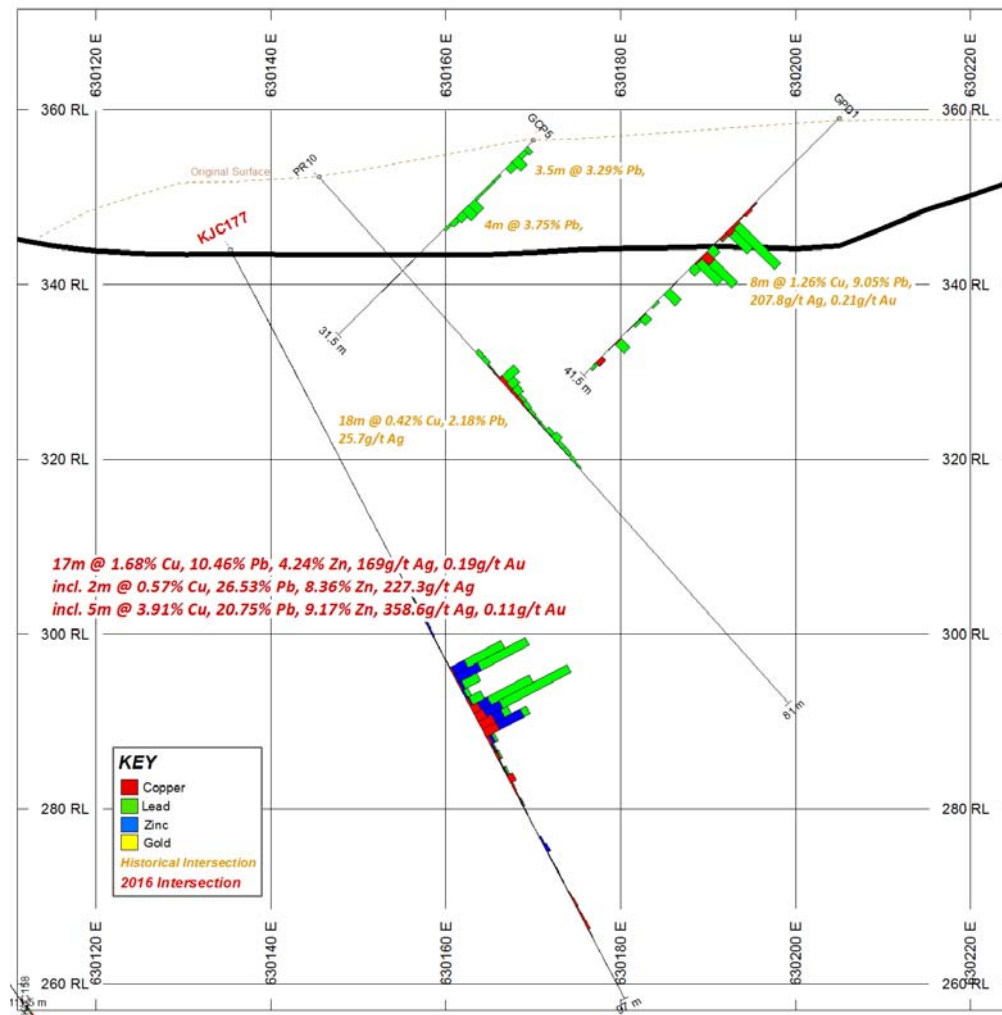 630120 E
630140 E
630160 E
630180 E
630200 E
630220 E
360 RL
360 RL
GPD1
GCP5
PR10
Original Surface
3.5m @ 3.29% Pb,
4m @ 3.75% Pb,
KJC177
340 RL
340 RL
8m @ 1.26% Cu, 9.05% Pb,
207.8g/t Ag, 0.21g/t Au
31.5 m
41.5 m
18m @ 0.42% Cu, 2.18% Pb,
25.7g/t Ag
320 RL
320 RL
17m @ 1.68% Cu, 10.46% Pb, 4.24% Zn, 169g/t Ag, 0.19g/t Au
incl. 2m @ 0.57% Cu, 26.53% Pb, 8.36% Zn, 227.3g/t Ag
incl. 5m @ 3.91% Cu, 20.75% Pb, 9.17% Zn, 358.6g/t Ag, 0.11g/t Au
300 RL
300 RL
81 m
KEY
Copper
Lead
Zinc
Gold
Historical Intersection
2016 Intersection
280 RL
280 RL
630120 E
630140 E
630160 E
630180 E
630200 E
630220 E
260 RL
260 RL
97 m